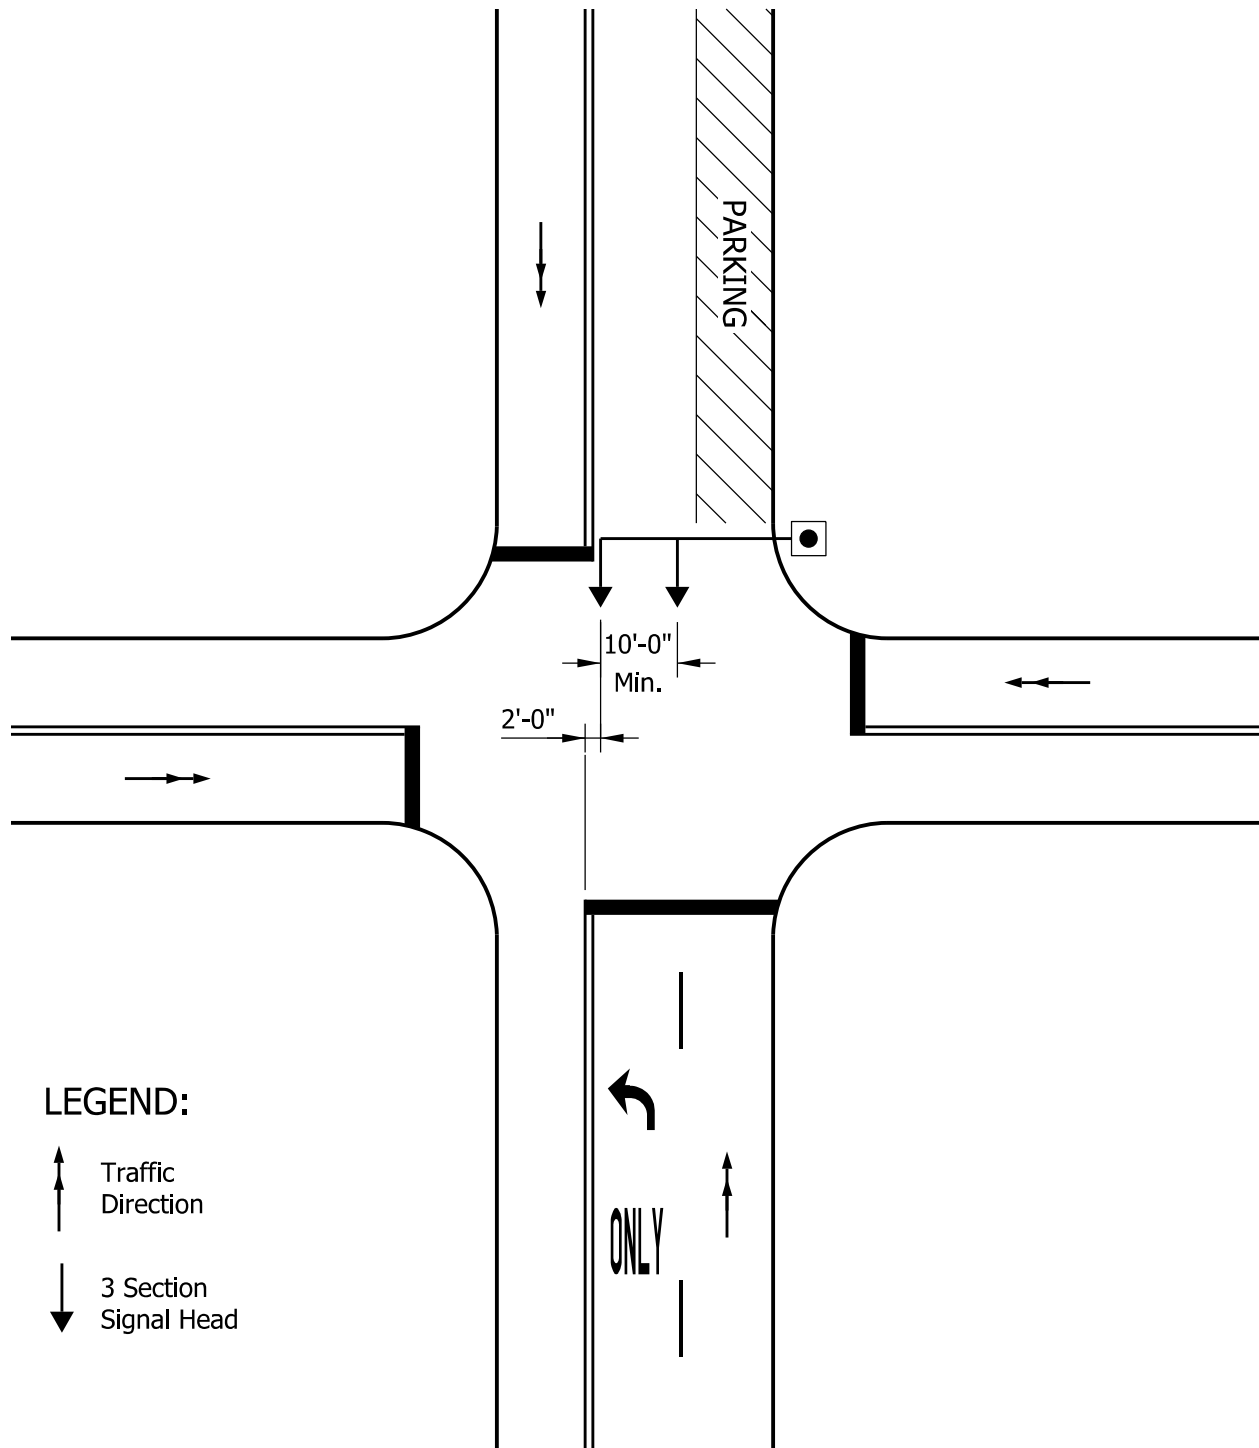 PARKING
10'-0"
Min.
2'-0"
ONLY
LEGEND:
Traffic
Direction
3 Section
Signal Head